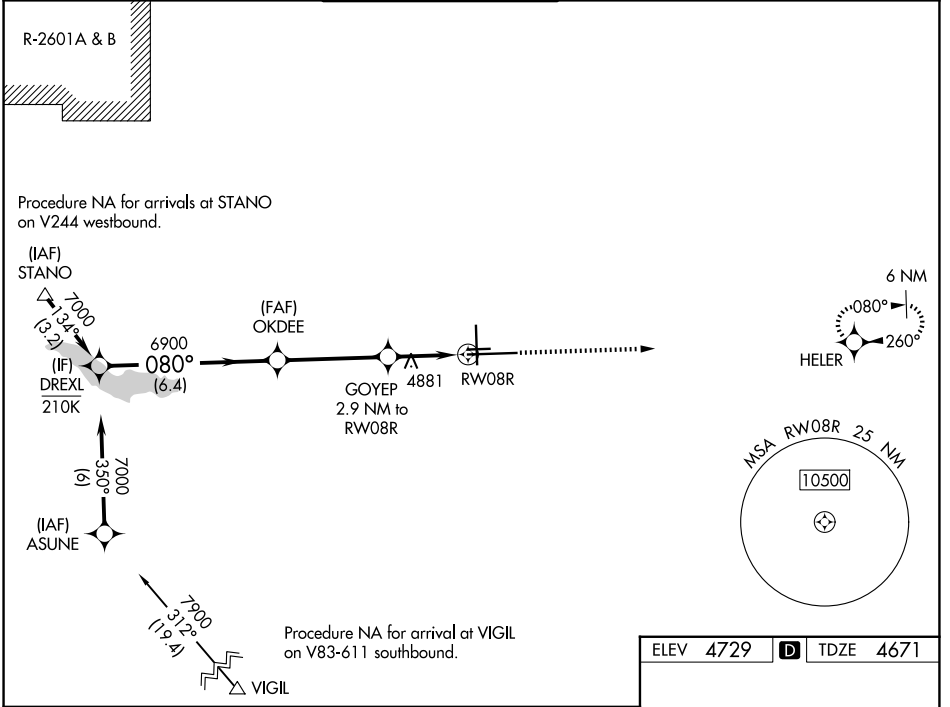 R-2601A & B
Procedure NA for arrivals at STANO
on V244 westbound.
(IAF)
STANO
7000
134°
(3.2)
(IF)
DREXL
210K
6900
080°
(6.4)
(FAF)
OKDEE
GOYEP
2.9 NM to
RW08R
4881
RW08R
6 NM
080°
260°
HELER
7000
350°
(6)
(IAF)
ASUNE
7900
312°
(19.4)
VIGIL
Procedure NA for arrival at VIGIL
on V83-611 southbound.
MSA RW08R 25 NM
10500
ELEV 4729 D TDZE 4671